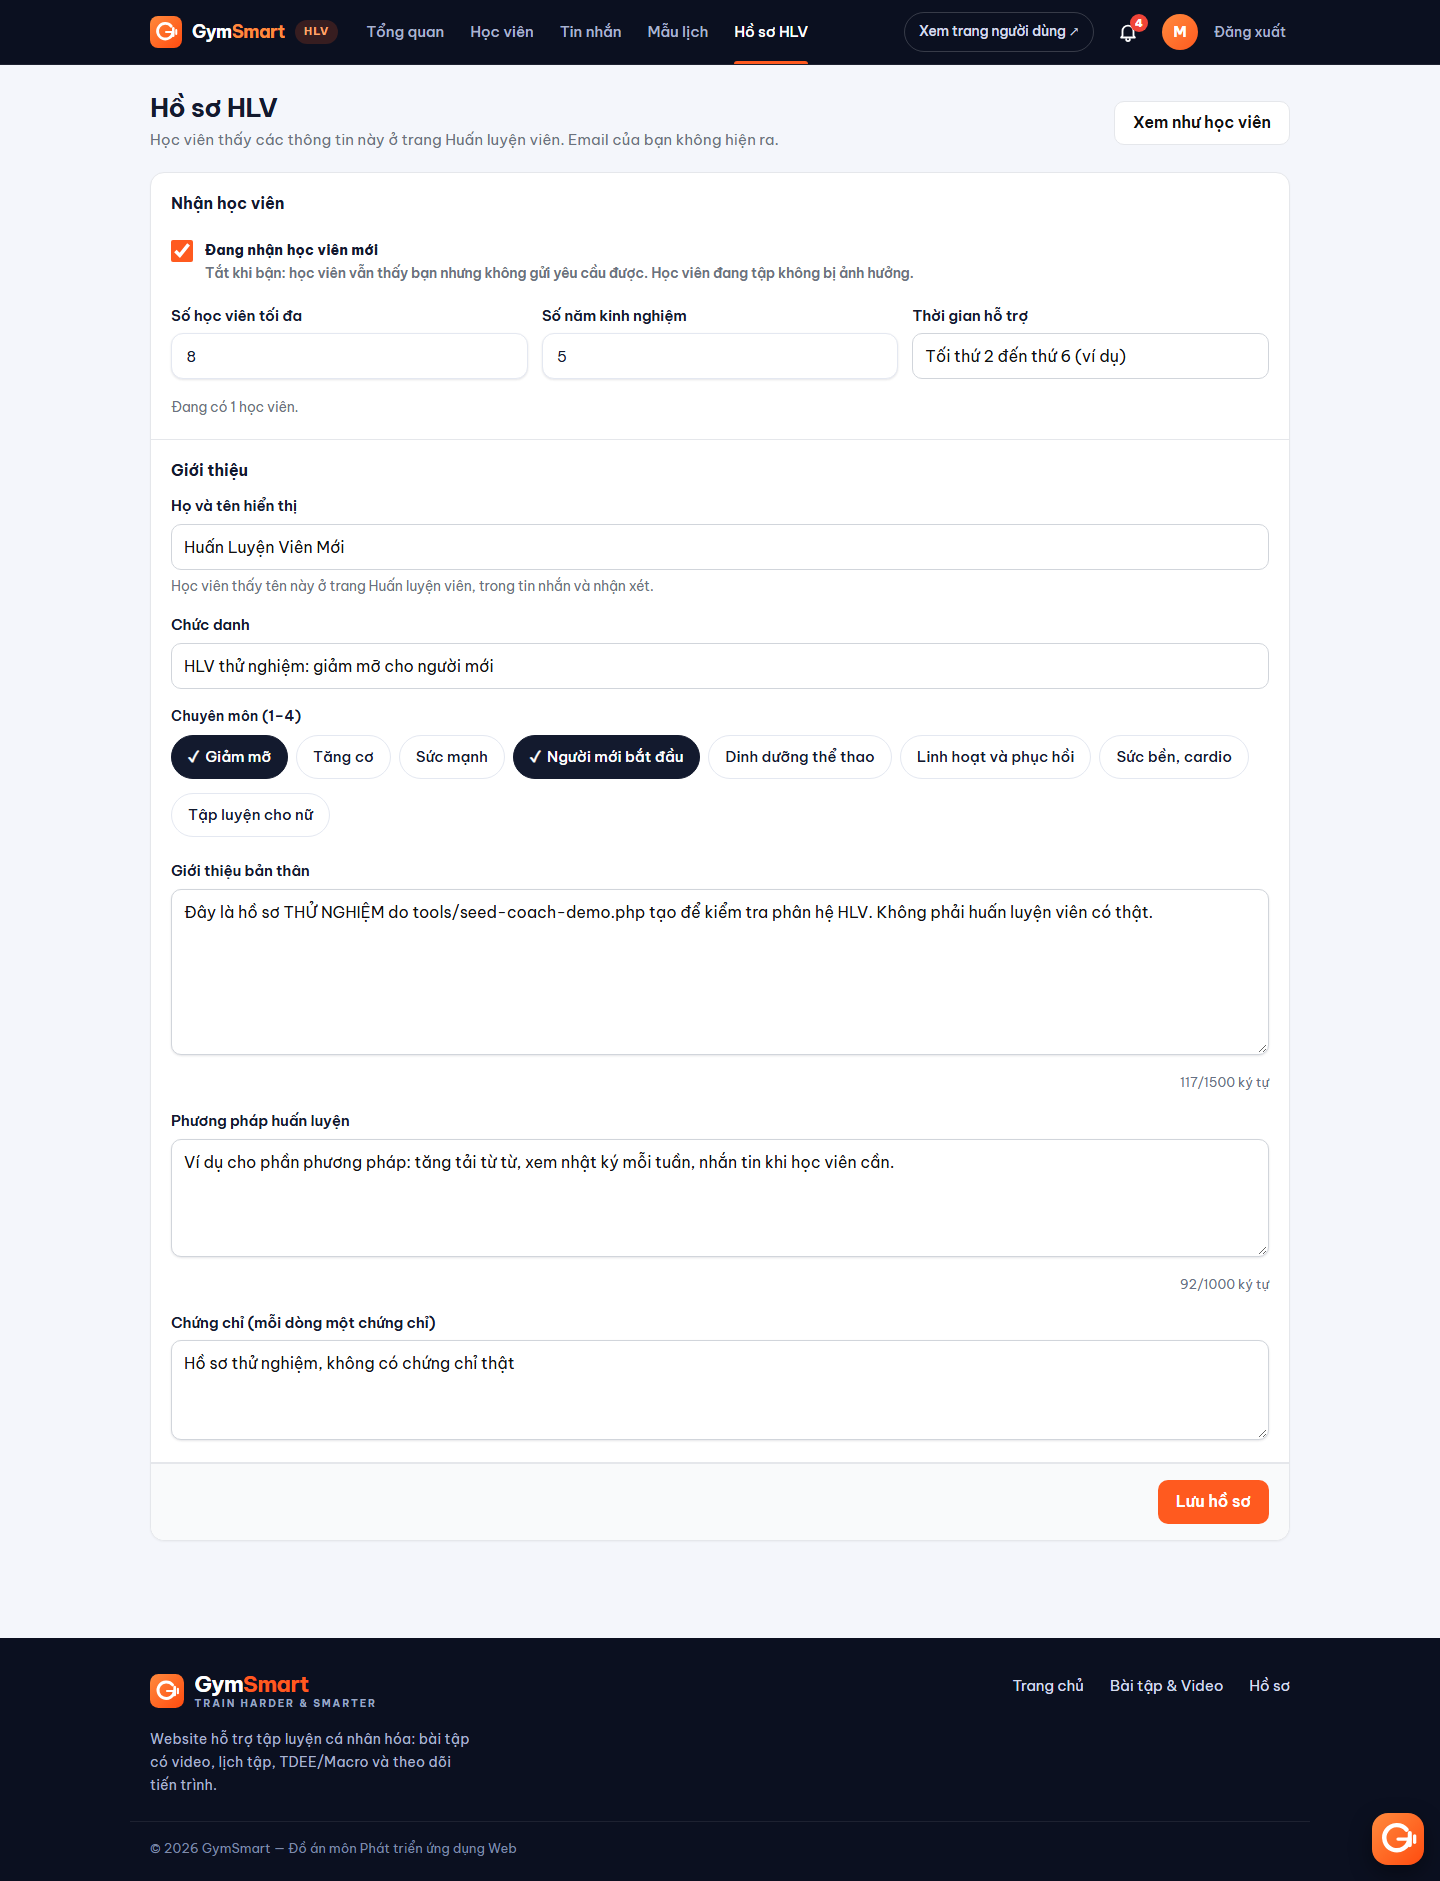 GymSmart HLV Tổng quan Học viên Tin nhắn Mẫu lịch Hồ sơ HLV Xem trang người dùng ↗ 4 M Đăng xuất
Hồ sơ HLV
Học viên thấy các thông tin này ở trang Huấn luyện viên. Email của bạn không hiện ra.
Xem như học viên
Nhận học viên
Đang nhận học viên mới
Tắt khi bận: học viên vẫn thấy bạn nhưng không gửi yêu cầu được. Học viên đang tập không bị ảnh hưởng.
Số học viên tối đa Số năm kinh nghiệm Thời gian hỗ trợ
8 5 Tối thứ 2 đến thứ 6 (ví dụ)
Đang có 1 học viên.
Giới thiệu
Họ và tên hiển thị
Huấn Luyện Viên Mới
Học viên thấy tên này ở trang Huấn luyện viên, trong tin nhắn và nhận xét.
Chức danh
HLV thử nghiệm: giảm mỡ cho người mới
Chuyên môn (1–4)
✓ Giảm mỡ Tăng cơ Sức mạnh ✓ Người mới bắt đầu Dinh dưỡng thể thao Linh hoạt và phục hồi Sức bền, cardio
Tập luyện cho nữ
Giới thiệu bản thân
Đây là hồ sơ THỬ NGHIỆM do tools/seed-coach-demo.php tạo để kiểm tra phân hệ HLV. Không phải huấn luyện viên có thật.
117/1500 ký tự
Phương pháp huấn luyện
Ví dụ cho phần phương pháp: tăng tải từ từ, xem nhật ký mỗi tuần, nhắn tin khi học viên cần.
92/1000 ký tự
Chứng chỉ (mỗi dòng một chứng chỉ)
Hồ sơ thử nghiệm, không có chứng chỉ thật
Lưu hồ sơ
GymSmart
TRAIN HARDER & SMARTER
Trang chủ Bài tập & Video Hồ sơ
Website hỗ trợ tập luyện cá nhân hóa: bài tập
có video, lịch tập, TDEE/Macro và theo dõi
tiến trình.
© 2026 GymSmart — Đồ án môn Phát triển ứng dụng Web